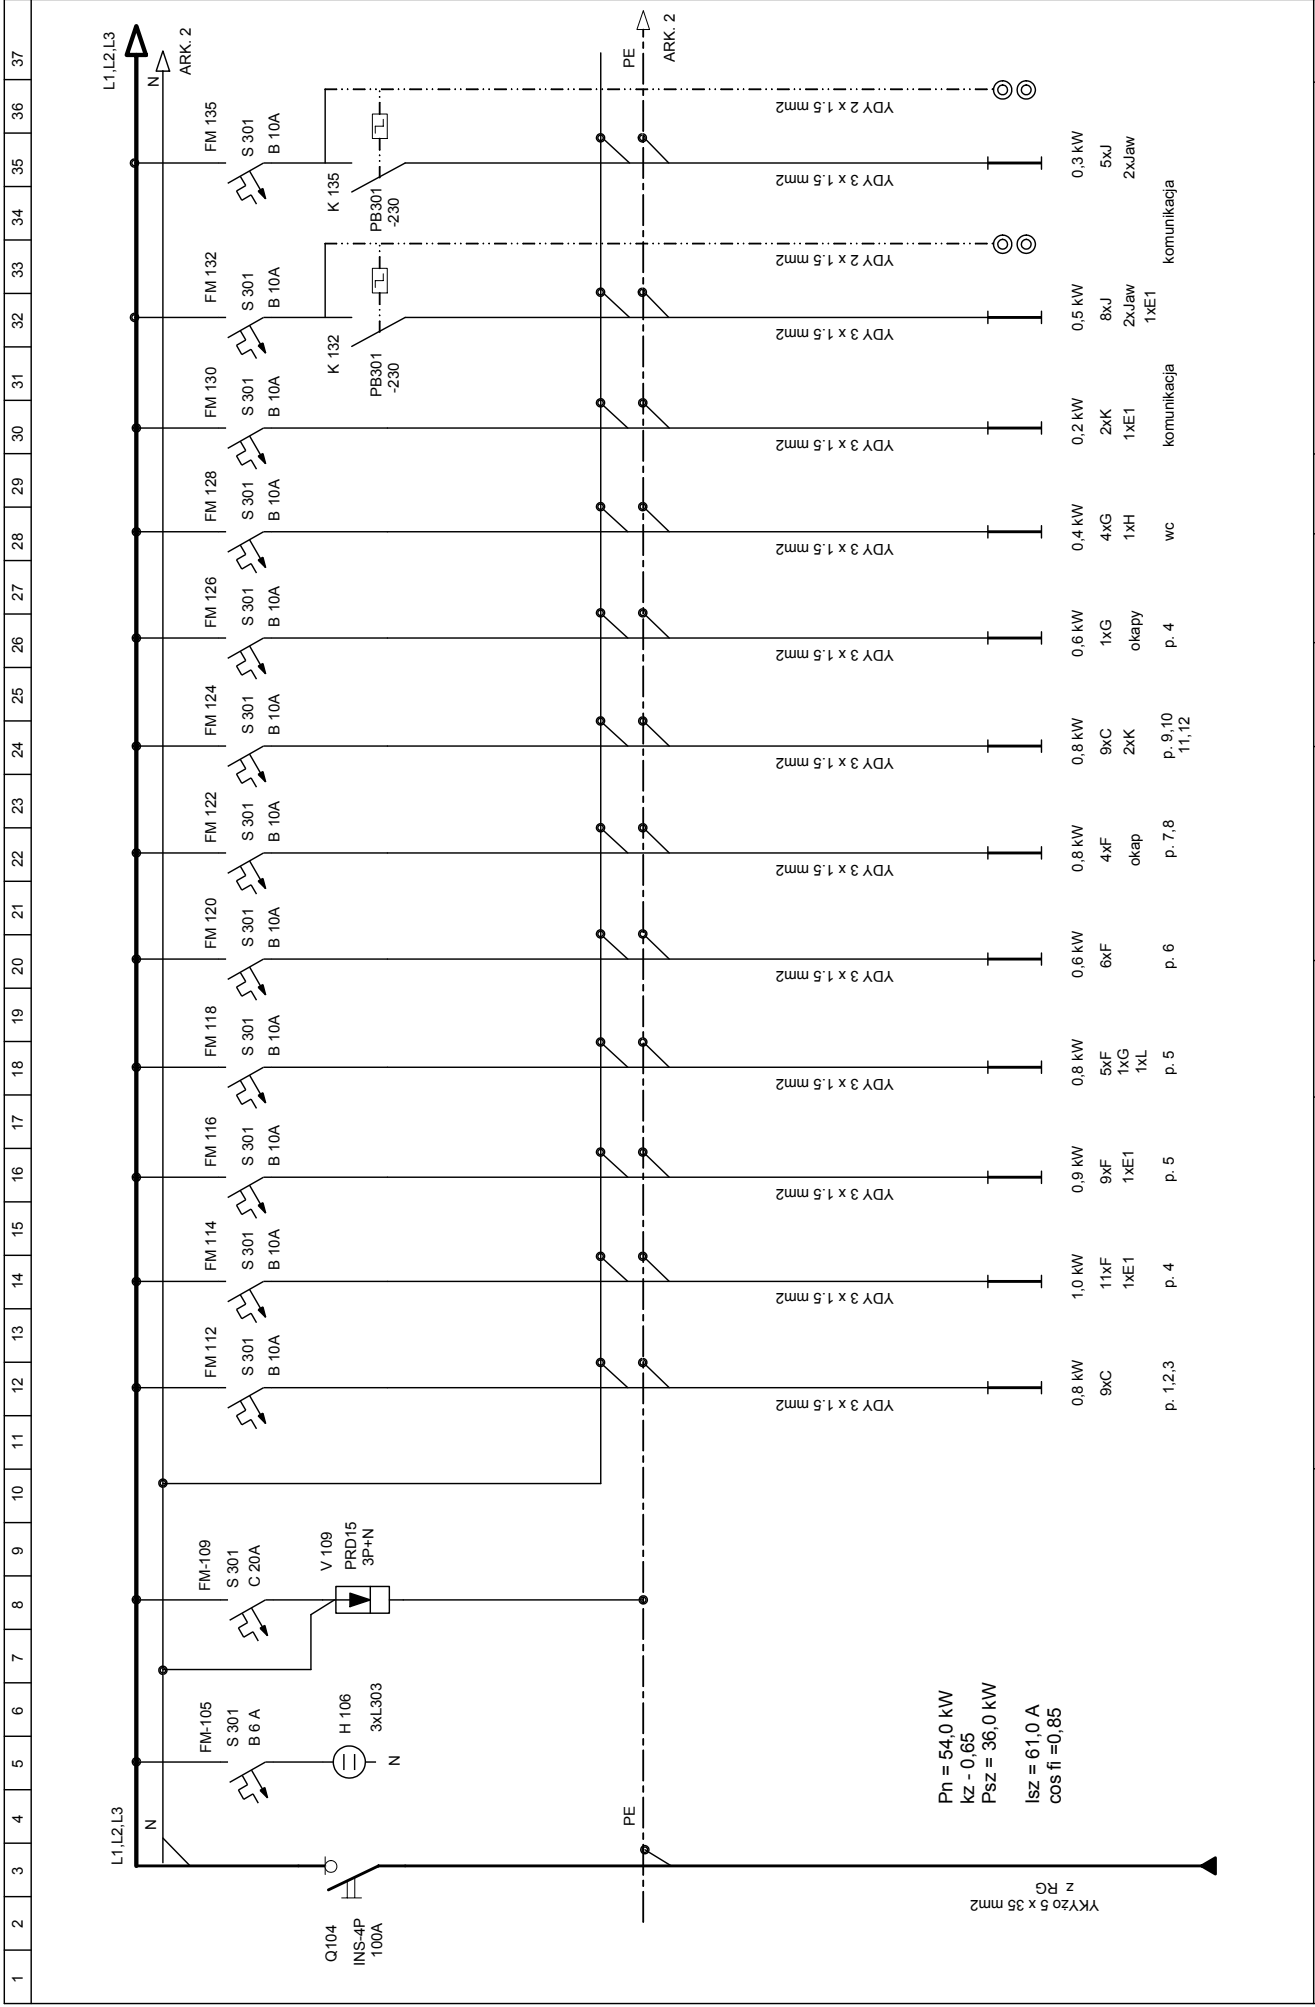 1
2
3
4
5
6
7
8
9
10
11
12
13
14
15
16
17
18
19
20
21
22
23
24
25
26
27
28
29
30
31
32
33
34
35
36
37
L1,L2,L3
N
Q104
INS-4P
100A
PE
YKYżo 5 x 35 mm2
z RG
FM-105
S 301
B 6 A
H 106
3xL303
N
Pn = 54,0 kW
kz - 0,65
Psz = 36,0 kW
Isz = 61,0 A
cos fi =0,85
FM-109
S 301
C 20A
V 109
PRD15
3P+N
FM 112
S 301
B 10A
YDY 3 x 1.5 mm2
0,8 kW
9xC
p. 1,2,3
FM 114
S 301
B 10A
YDY 3 x 1.5 mm2
1,0 kW
11xF
1xE1
p. 4
FM 116
S 301
B 10A
YDY 3 x 1.5 mm2
0,9 kW
9xF
1xE1
p. 5
FM 118
S 301
B 10A
YDY 3 x 1.5 mm2
0,8 kW
5xF
1xG
1xL
p. 5
FM 120
S 301
B 10A
YDY 3 x 1.5 mm2
0,6 kW
6xF
p. 6
FM 122
S 301
B 10A
YDY 3 x 1.5 mm2
0,8 kW
4xF
okap
p. 7,8
FM 124
S 301
B 10A
YDY 3 x 1.5 mm2
0,8 kW
9xC
2xK
p. 9,10
11,12
FM 126
S 301
B 10A
YDY 3 x 1.5 mm2
0,6 kW
1xG
okapy
p. 4
FM 128
S 301
B 10A
YDY 3 x 1.5 mm2
0,4 kW
4xG
1xH
wc
FM 130
S 301
B 10A
YDY 3 x 1.5 mm2
0,2 kW
2xK
1xE1
komunikacja
FM 132
S 301
B 10A
K 132
PB301
-230
YDY 3 x 1.5 mm2
YDY 2 x 1.5 mm2
0,5 kW
8xJ
2xJaw
1xE1
komunikacja
FM 135
S 301
B 10A
K 135
PB301
-230
YDY 3 x 1.5 mm2
YDY 2 x 1.5 mm2
0,3 kW
5xJ
2xJaw
L1,L2,L3
N
ARK. 2
PE
ARK. 2